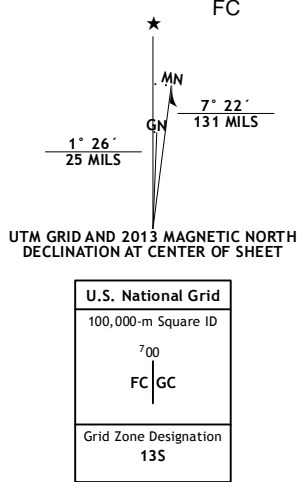 FC
★
MN
GN
7° 22´
131 MILS
1° 26´
25 MILS
UTM GRID AND 2013 MAGNETIC NORTH
DECLINATION AT CENTER OF SHEET
U.S. National Grid
100,000-m Square ID
⁷00
FC GC
Grid Zone Designation
13S